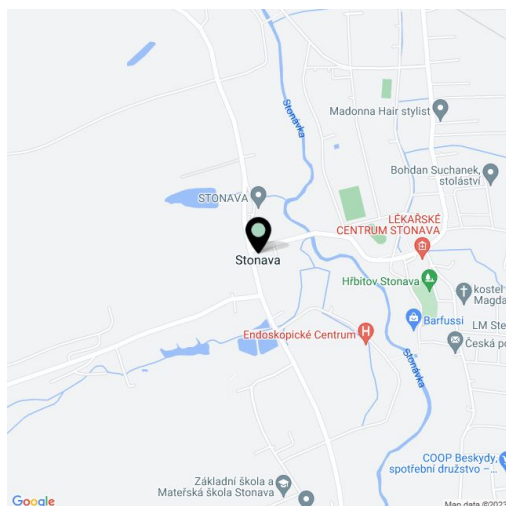 Stonávka
Madonna Hair stylist
Bohdan Suchanek,
stolářství
STONAVA
LÉKAŘSKÉ
CENTRUM STONAVA
Stonava
Hřbitov Stonava
kostel
Magda
Barfussi
Endoskopické Centrum
LM Ste
Česká po
Stonávka
COOP Beskydy,
spotřební družstvo –...
Základní škola a
Mateřská škola Stonava
Google
Map data ©2023